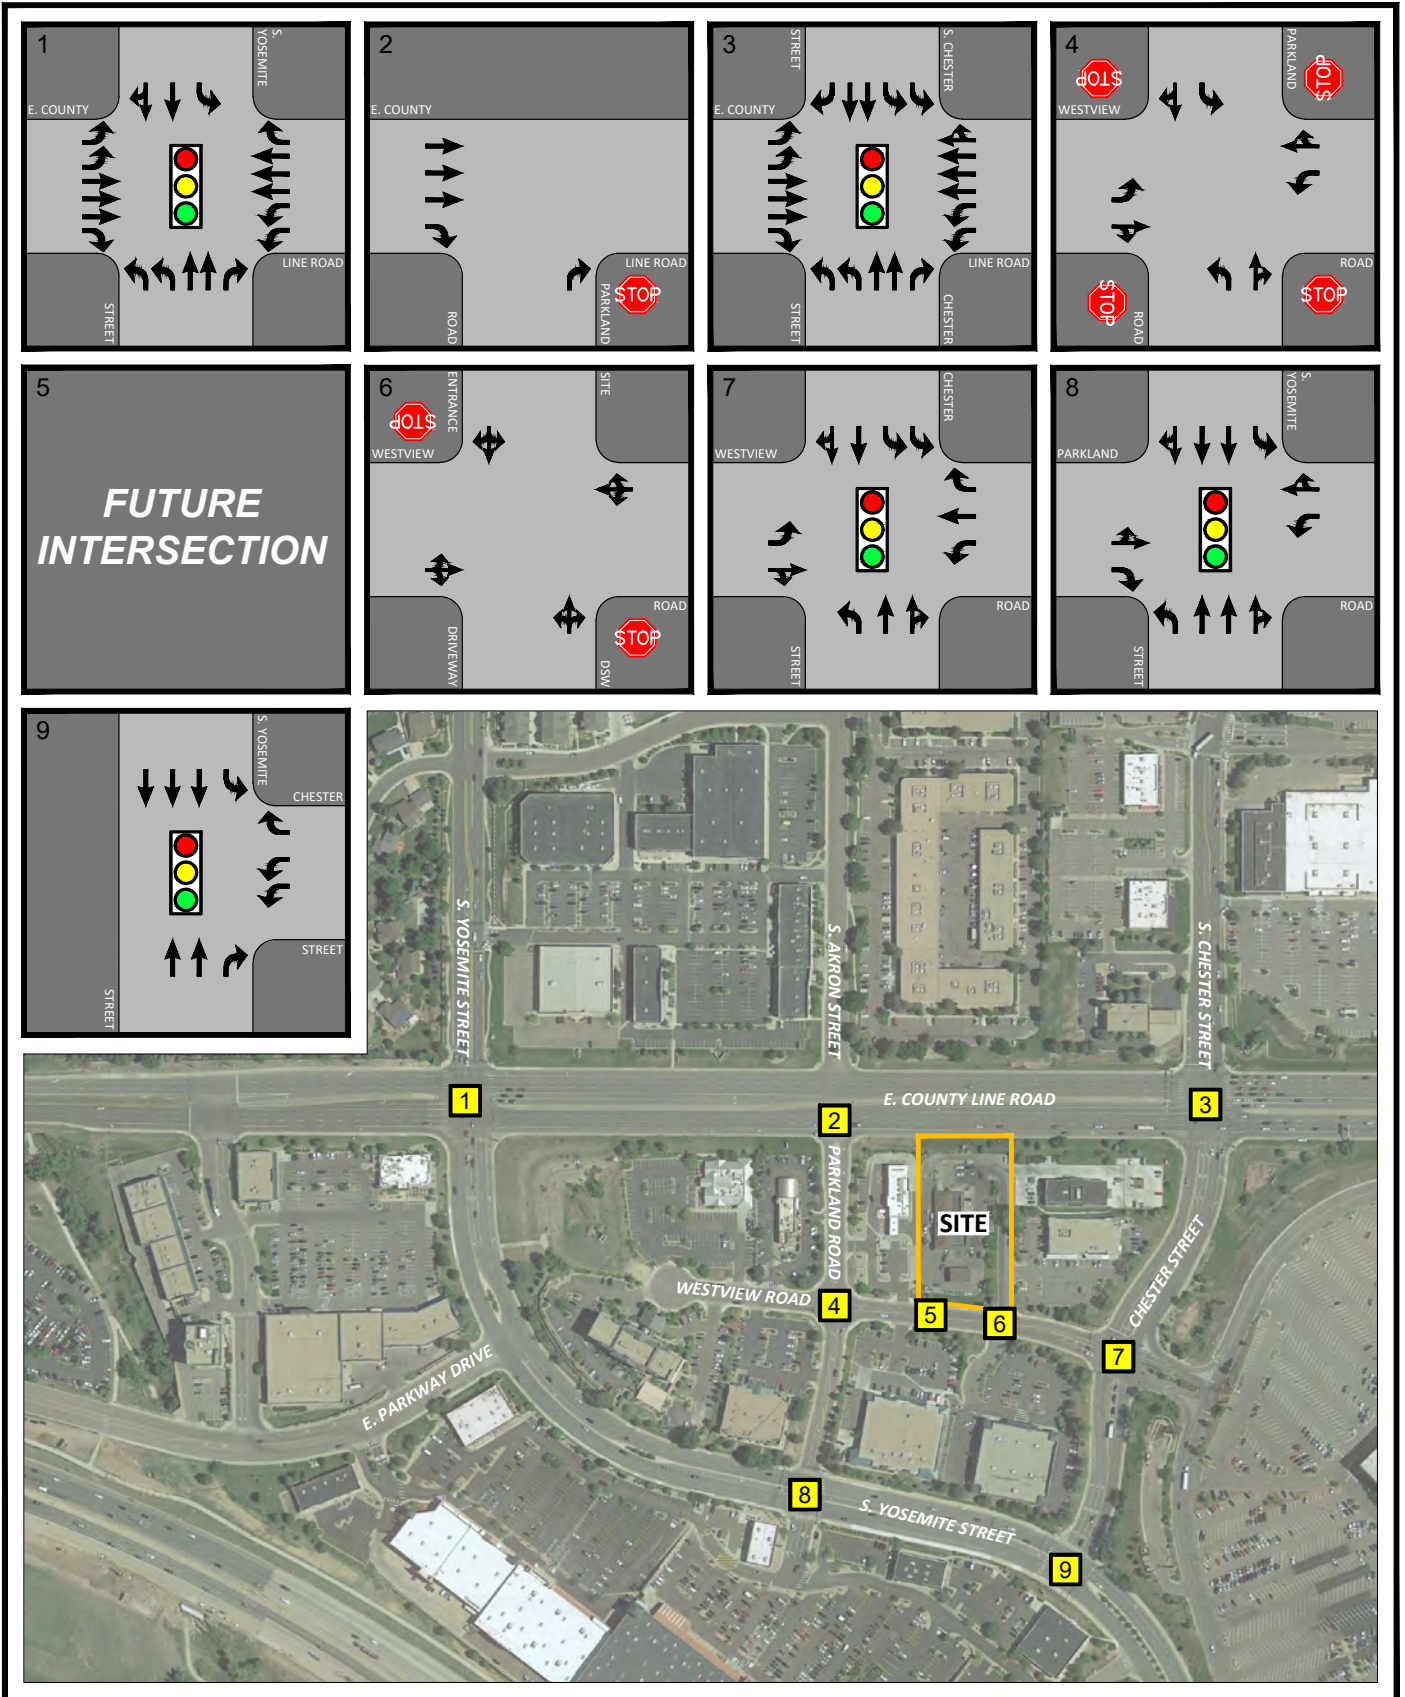 1
S.
YOSEMITE
E. COUNTY
LINE ROAD
STREET
2
E. COUNTY
LINE ROAD
STOP
ROAD
PARKLAND
3
STREET
S. CHESTER
E. COUNTY
LINE ROAD
STREET
CHESTER
4
STOP
PARKLAND
STOP
WESTVIEW
ROAD
STOP
ROAD
STOP
5
FUTURE
INTERSECTION
6
ENTRANCE
SITE
STOP
WESTVIEW
ROAD
STOP
DRIVEWAY
DSW
7
CHESTER
WESTVIEW
ROAD
STREET
8
S.
YOSEMITE
PARKLAND
ROAD
STREET
9
S. YOSEMITE
CHESTER
STREET
STREET
S. YOSEMITE STREET
S. AKRON STREET
S. CHESTER STREET
1
2
E. COUNTY LINE ROAD
3
PARKLAND ROAD
SITE
CHESTER STREET
WESTVIEW ROAD
4
5
6
7
E. PARKWAY DRIVE
8
S. YOSEMITE STREET
9